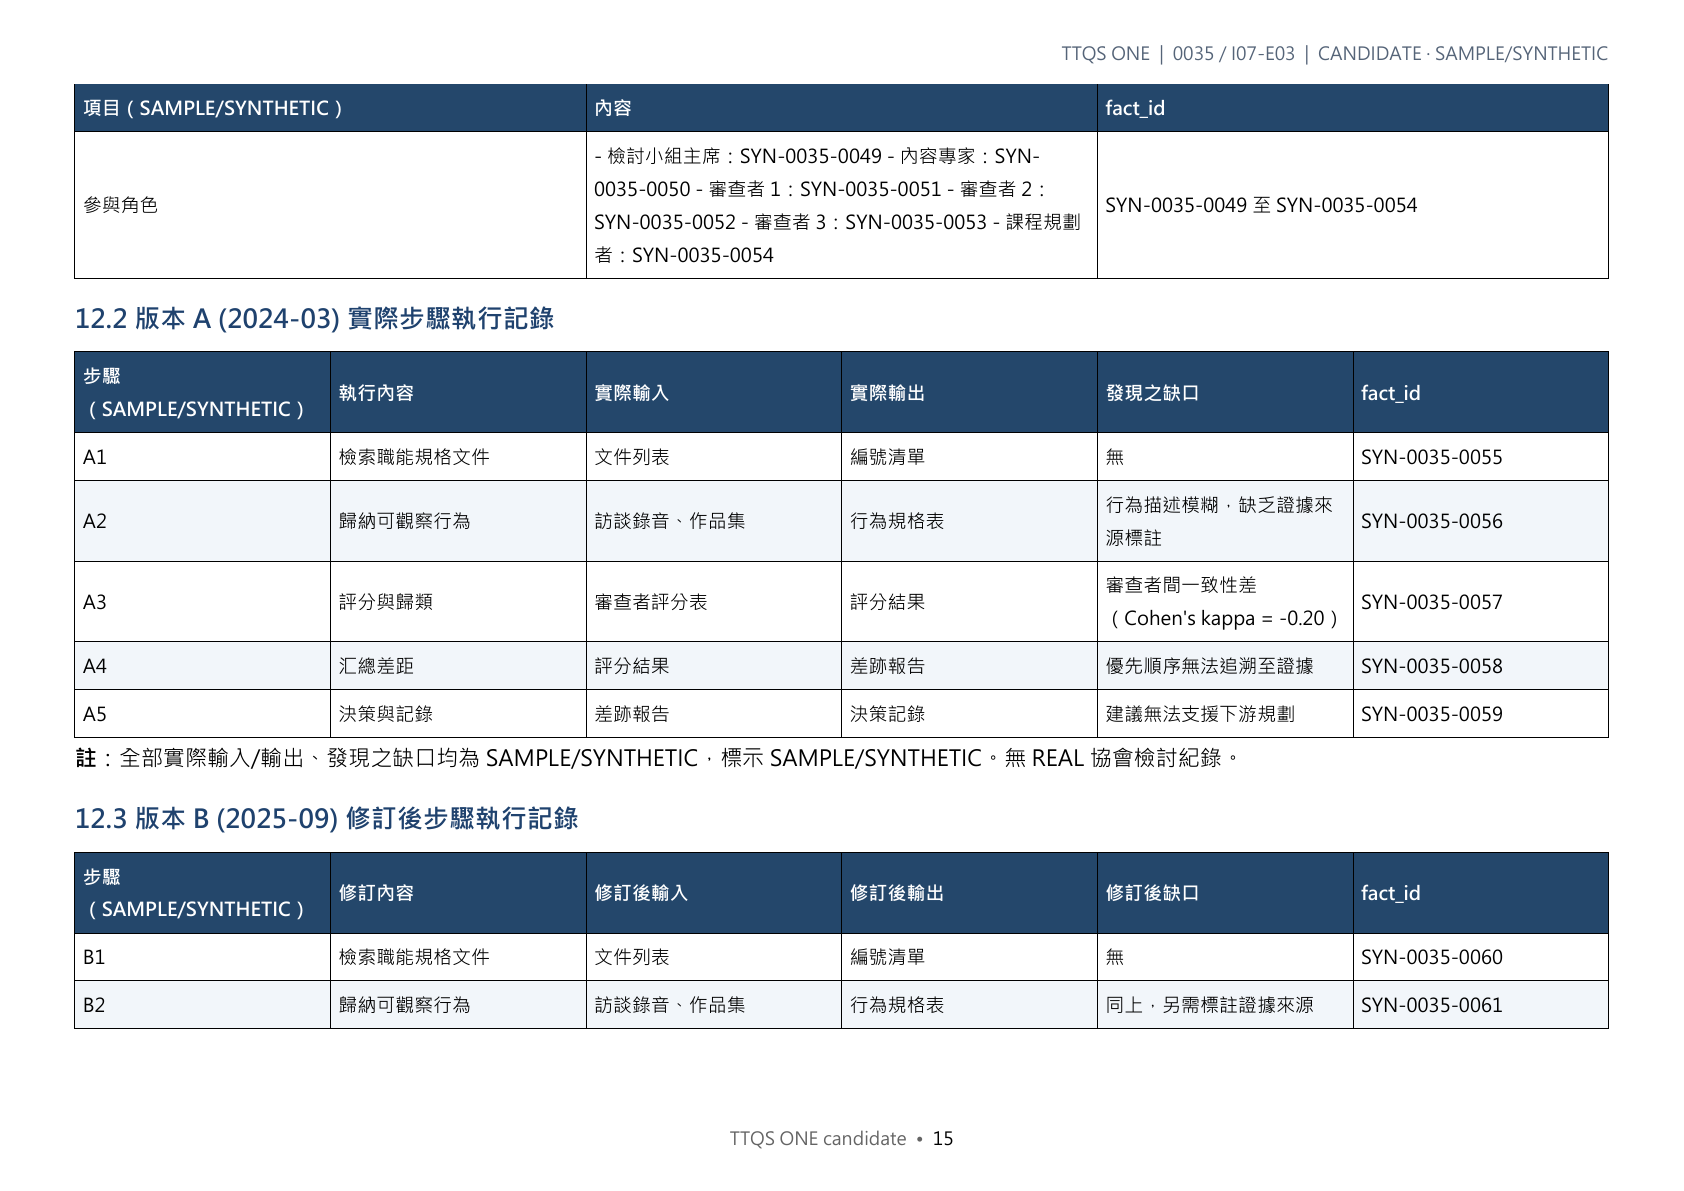 TTQS ONE | 0035 / I07-E03 | CANDIDATE · SAMPLE/SYNTHETIC
項目（SAMPLE/SYNTHETIC） 內容 fact_id
參與角色 - 檢討小組主席：SYN-0035-0049 - 內容專家：SYN-0035-0050 - 審查者 1：SYN-0035-0051 - 審查者 2：SYN-0035-0052 - 審查者 3：SYN-0035-0053 - 課程規劃者：SYN-0035-0054 SYN-0035-0049 至 SYN-0035-0054
12.2 版本 A (2024-03) 實際步驟執行記錄
步驟（SAMPLE/SYNTHETIC） 執行內容 實際輸入 實際輸出 發現之缺口 fact_id
A1 檢索職能規格文件 文件列表 編號清單 無 SYN-0035-0055
A2 歸納可觀察行為 訪談錄音、作品集 行為規格表 行為描述模糊，缺乏證據來源標註 SYN-0035-0056
A3 評分與歸類 審查者評分表 評分結果 審查者間一致性差（Cohen's kappa = -0.20） SYN-0035-0057
A4 汇總差距 評分結果 差跡報告 優先順序無法追溯至證據 SYN-0035-0058
A5 決策與記錄 差跡報告 決策記錄 建議無法支援下游規劃 SYN-0035-0059
註：全部實際輸入/輸出、發現之缺口均為 SAMPLE/SYNTHETIC，標示 SAMPLE/SYNTHETIC。無 REAL 協會檢討紀錄。
12.3 版本 B (2025-09) 修訂後步驟執行記錄
步驟（SAMPLE/SYNTHETIC） 修訂內容 修訂後輸入 修訂後輸出 修訂後缺口 fact_id
B1 檢索職能規格文件 文件列表 編號清單 無 SYN-0035-0060
B2 歸納可觀察行為 訪談錄音、作品集 行為規格表 同上，另需標註證據來源 SYN-0035-0061
TTQS ONE candidate • 15